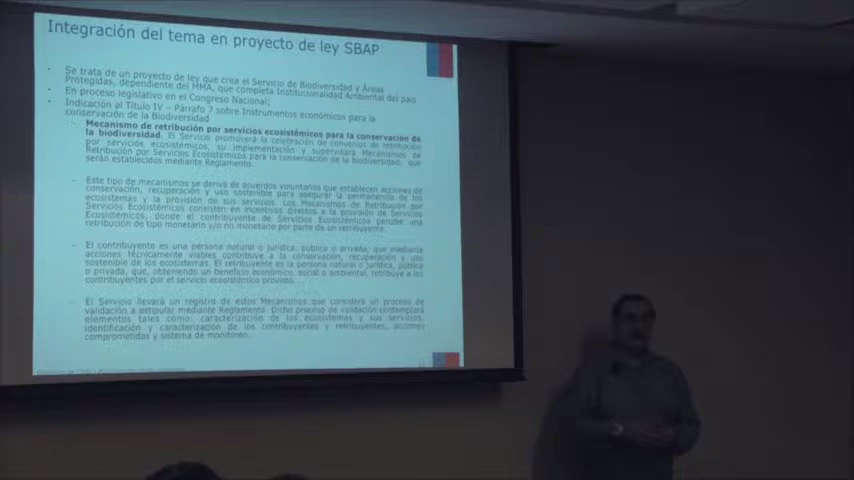 Integración del tema en proyecto de ley SBAP
Se trata de un proyecto de ley que crea el Servicio de Biodiversidad y Áreas
Protegidas, dependiente del MMA, que completa Institucionalidad Ambiental del país
En proceso legislativo en el Congreso Nacional;
Indicación al Título IV – Párrafo 7 sobre Instrumentos económicos para la
conservación de la Biodiversidad
Mecanismo de retribución por servicios ecosistémicos para la conservación de
la biodiversidad. El Servicio promoverá la celebración de convenios de retribución
por servicios ecosistémicos, su implementación y supervisará Mecanismos de
Retribución por Servicios Ecosistémicos para la conservación de la biodiversidad, que
serán establecidos mediante Reglamento.
Este tipo de mecanismos se deriva de acuerdos voluntarios que establecen acciones de
conservación, recuperación y uso sostenible para asegurar la permanencia de los
ecosistemas y la provisión de sus servicios. Los Mecanismos de Retribución por
Servicios Ecosistémicos consisten en incentivos directos a la provisión de Servicios
Ecosistémicos, donde el contribuyente de Servicios Ecosistémicos percibe una
retribución de tipo monetario y/o no monetario por parte de un retribuyente.
El contribuyente es una persona natural o jurídica, pública o privada, que mediante
acciones técnicamente viables contribuye a la conservación, recuperación y uso
sostenible de los ecosistemas. El retribuyente es la persona natural o jurídica, pública
o privada, que, obteniendo un beneficio económico, social o ambiental, retribuye a los
contribuyentes por el servicio ecosistémico provisto.
El Servicio llevará un registro de estos Mecanismos que considera un proceso de
validación a estipular mediante Reglamento. Dicho proceso de validación contemplará
elementos tales como: caracterización de los ecosistemas y sus servicios,
identificación y caracterización de los contribuyentes y retribuyentes, acciones
comprometidas y sistema de monitoreo.